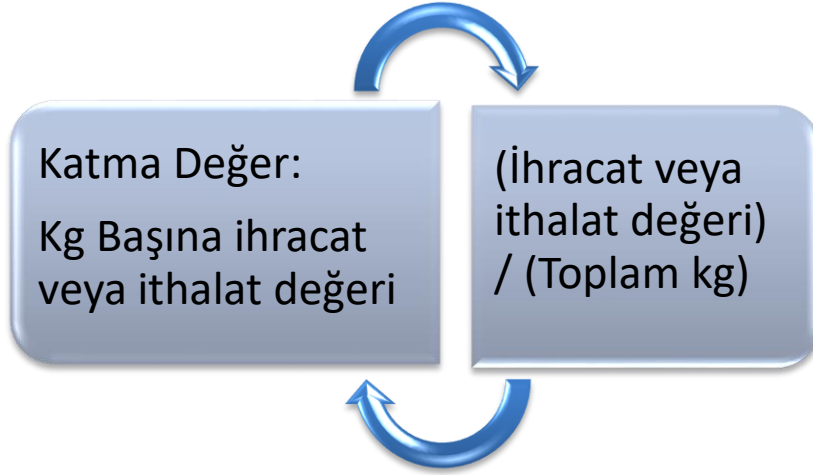 Katma Değer:
Kg Başına ihracat
veya ithalat değeri
(İhracat veya
ithalat değeri)
/ (Toplam kg)